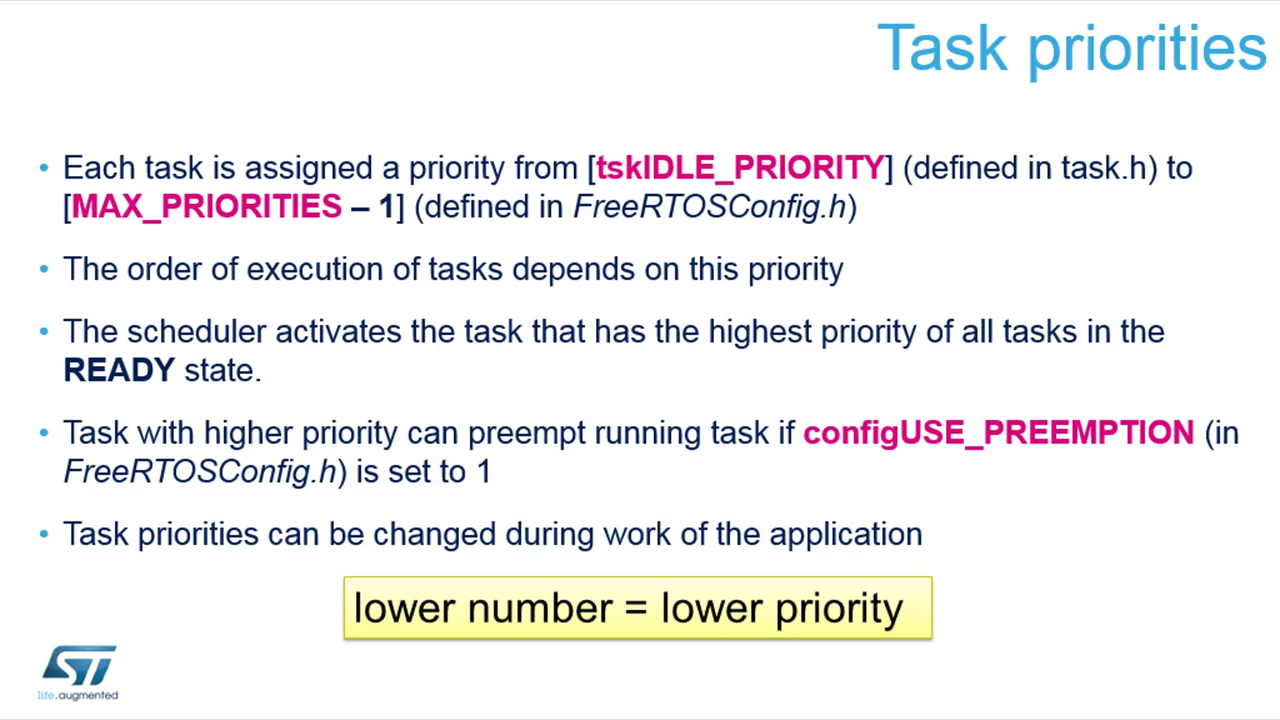 Task priorities
• Each task is assigned a priority from [tskIDLE_PRIORITY] (defined in task.h) to
[MAX_PRIORITIES – 1] (defined in FreeRTOSConfig.h)
• The order of execution of tasks depends on this priority
• The scheduler activates the task that has the highest priority of all tasks in the
READY state.
• Task with higher priority can preempt running task if configUSE_PREEMPTION (in
FreeRTOSConfig.h) is set to 1
• Task priorities can be changed during work of the application
lower number = lower priority
ST
life.augmented